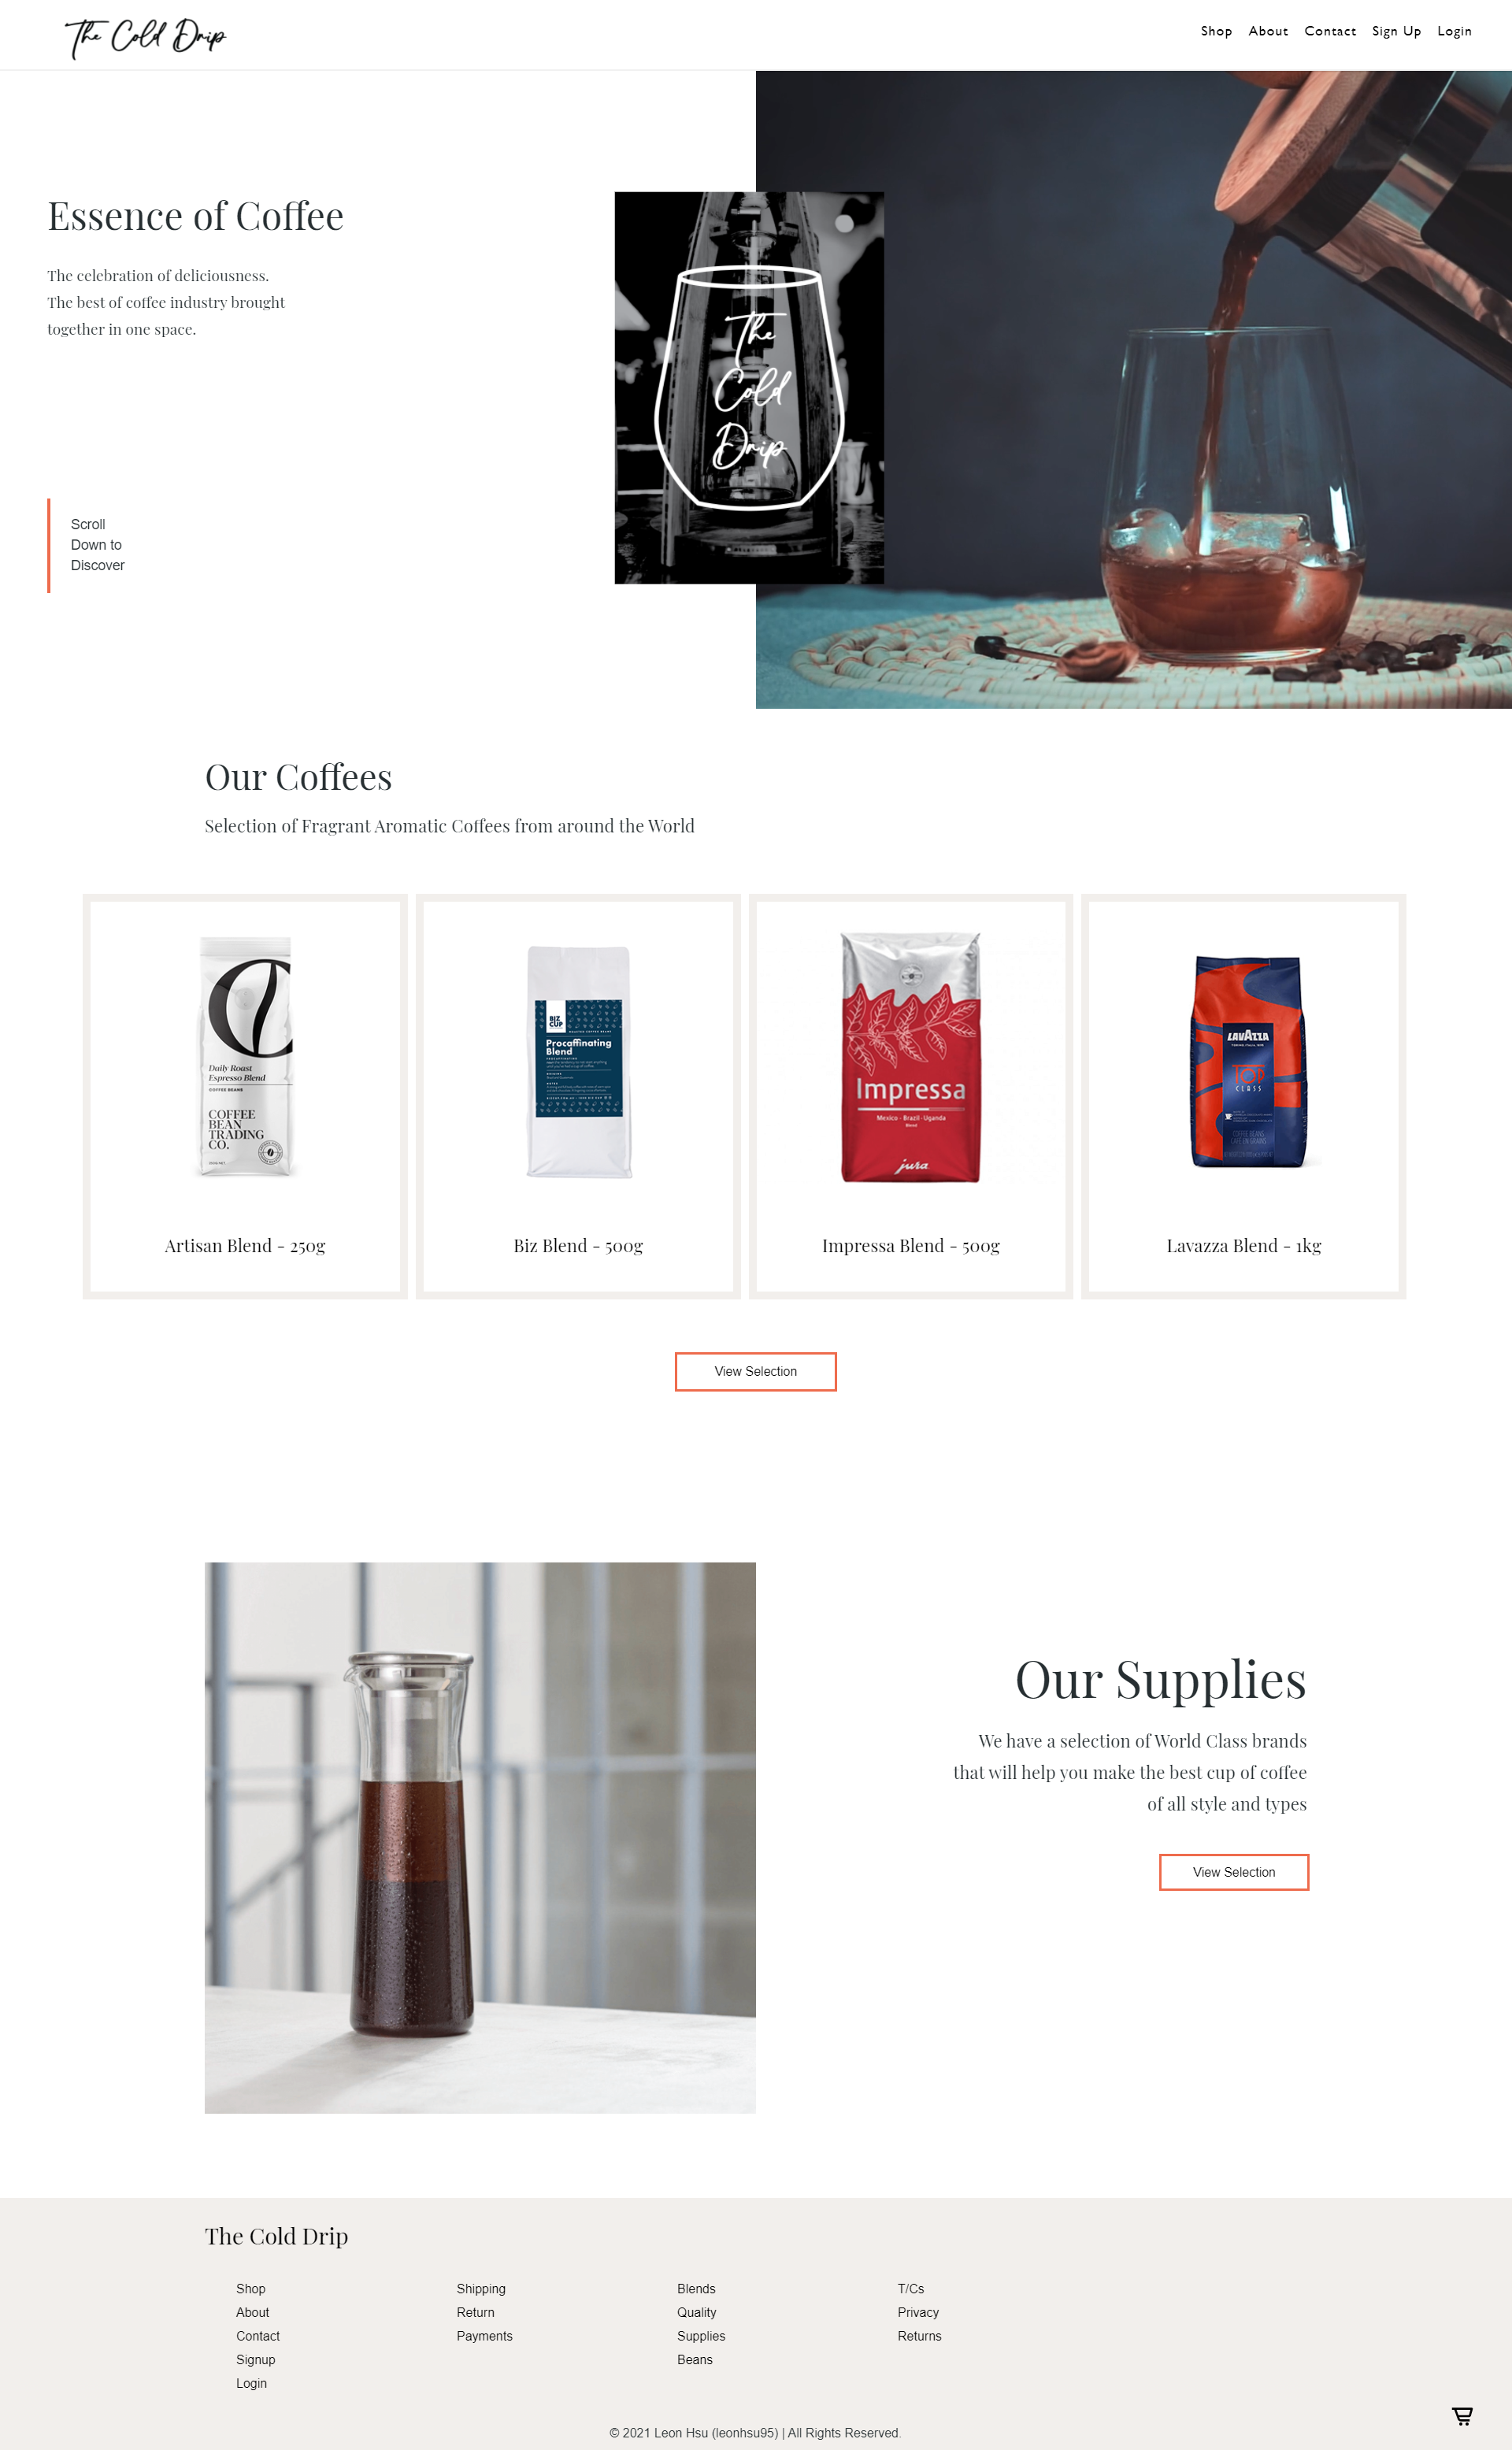 The Cold Drip
Shop About Contact Sign Up Login
Essence of Coffee
The celebration of deliciousness.
The best of coffee industry brought
together in one space.
The
Cold
Drip
Scroll
Down to
Discover
Our Coffees
Selection of Fragrant Aromatic Coffees from around the World
Daily Roast
Espresso Blend
COFFEE BEANS
COFFEE
BEAN
TRADING
CO.
BIZ
CUP
Procaffinating
Blend
Impressa
Mexico - Brazil - Uganda
Blend
jura
LAVAZZA
TOP
CLASS
COFFEE BEANS
Artisan Blend - 250g
Biz Blend - 500g
Impressa Blend - 500g
Lavazza Blend - 1kg
View Selection
Our Supplies
We have a selection of World Class brands
that will help you make the best cup of coffee
of all style and types
View Selection
The Cold Drip
Shop Shipping Blends T/Cs
About Return Quality Privacy
Contact Payments Supplies Returns
Signup Beans
Login
© 2021 Leon Hsu (leonhsu95) | All Rights Reserved.